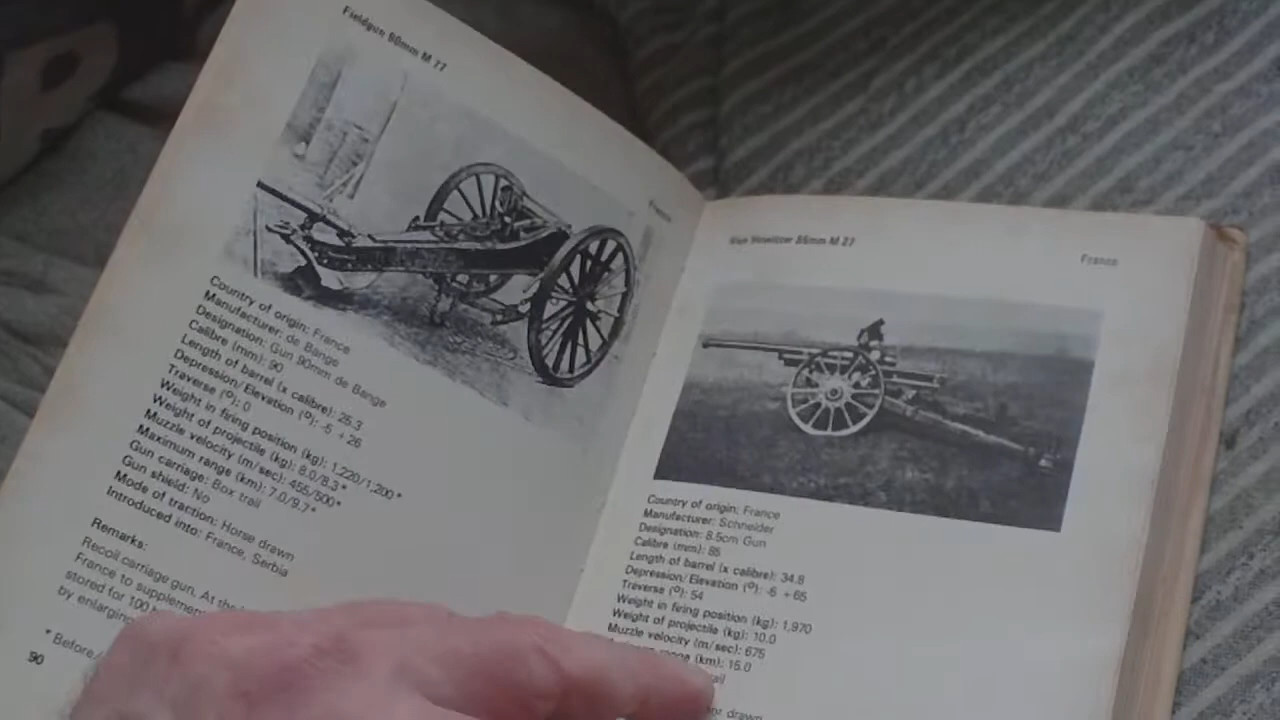 Fieldgun 90mm M 77
France
Country of origin: France
Manufacturer: de Bange
Designation: Gun 90mm de Bange
Calibre (mm): 90
Length of barrel (x calibre): 25.3
Depression/Elevation (º): -5 +26
Traverse (º): 0
Weight in firing position (kg): 1,220/1,200*
Weight of projectile (kg): 8.0/8.3*
Muzzle velocity (m/sec): 455/500*
Maximum range (km): 7.0/9.7*
Gun carriage: Box trail
Gun shield: No
Mode of traction: Horse drawn
Introduced into: France, Serbia
Remarks:
Recoil carriage gun. At the
France to supplement
stored for 100
by enlarging
* Before/
90
Howitzer 85mm M 27
France
Country of origin: France
Manufacturer: Schneider
Designation: 8.5cm Gun
Calibre (mm): 85
Length of barrel (x calibre): 34.8
Depression/Elevation (º): -5 +65
Traverse (º): 54
Weight in firing position (kg): 1,970
Weight of projectile (kg): 10.0
Muzzle velocity (m/sec): 675
range (km): 15.0
drawn